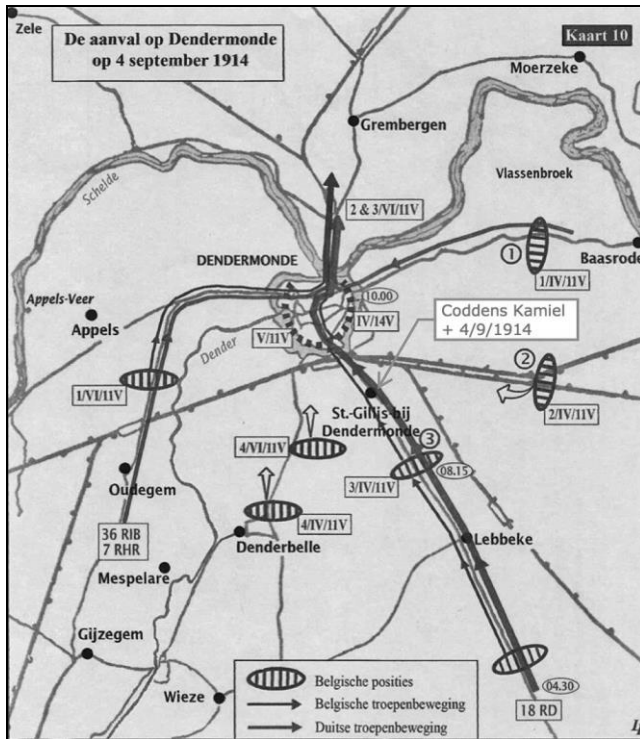 Zele
De aanval op Dendermonde
op 4 september 1914
Kaart 10
Moerzeke
Grembergen
Schelde
Vlassenbroek
2 & 3/VI/11V
DENDERMONDE
1
Baasrode
1/IV/11V
Appels-Veer
Appels
10.00
Coddens Kamiel
+ 4/9/1914
V/11V
IV/14V
Dender
2
1/VI/11V
2/IV/11V
St.-Gillis-bij
Dendermonde
4/VI/11V
3
08.15
3/IV/11V
Oudegem
4/IV/11V
36 RIB
7 RHR
Denderbelle
Lebbeke
Mespelare
Gijzegem
Wieze
Belgische posities
Belgische troepenbeweging
Duitse troepenbeweging
04.30
18 RD